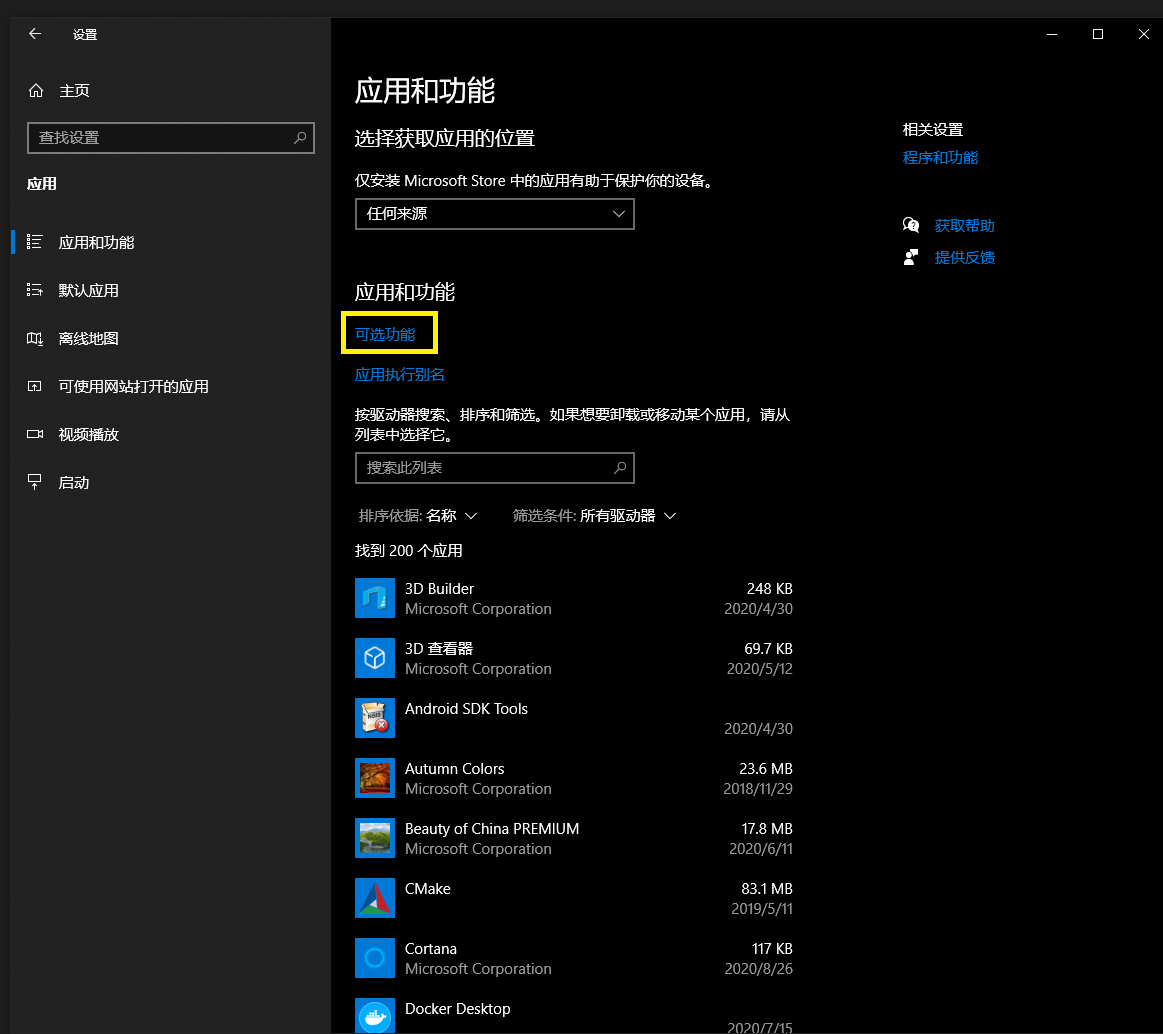 设置
主页
查找设置
应用
应用和功能
默认应用
离线地图
可使用网站打开的应用
视频播放
启动
应用和功能
选择获取应用的位置
仅安装 Microsoft Store 中的应用有助于保护你的设备。
任何来源
应用和功能
可选功能
应用执行别名
按驱动器搜索、排序和筛选。如果想要卸载或移动某个应用，请从
列表中选择它。
搜索此列表
排序依据: 名称 筛选条件: 所有驱动器
找到 200 个应用
3D Builder 248 KB
Microsoft Corporation 2020/4/30
3D 查看器 69.7 KB
Microsoft Corporation 2020/5/12
Android SDK Tools
2020/4/30
Autumn Colors 23.6 MB
Microsoft Corporation 2018/11/29
Beauty of China PREMIUM 17.8 MB
Microsoft Corporation 2020/6/11
CMake 83.1 MB
2019/5/11
Cortana 117 KB
Microsoft Corporation 2020/8/26
Docker Desktop
2020/7/15
相关设置
程序和功能
获取帮助
提供反馈